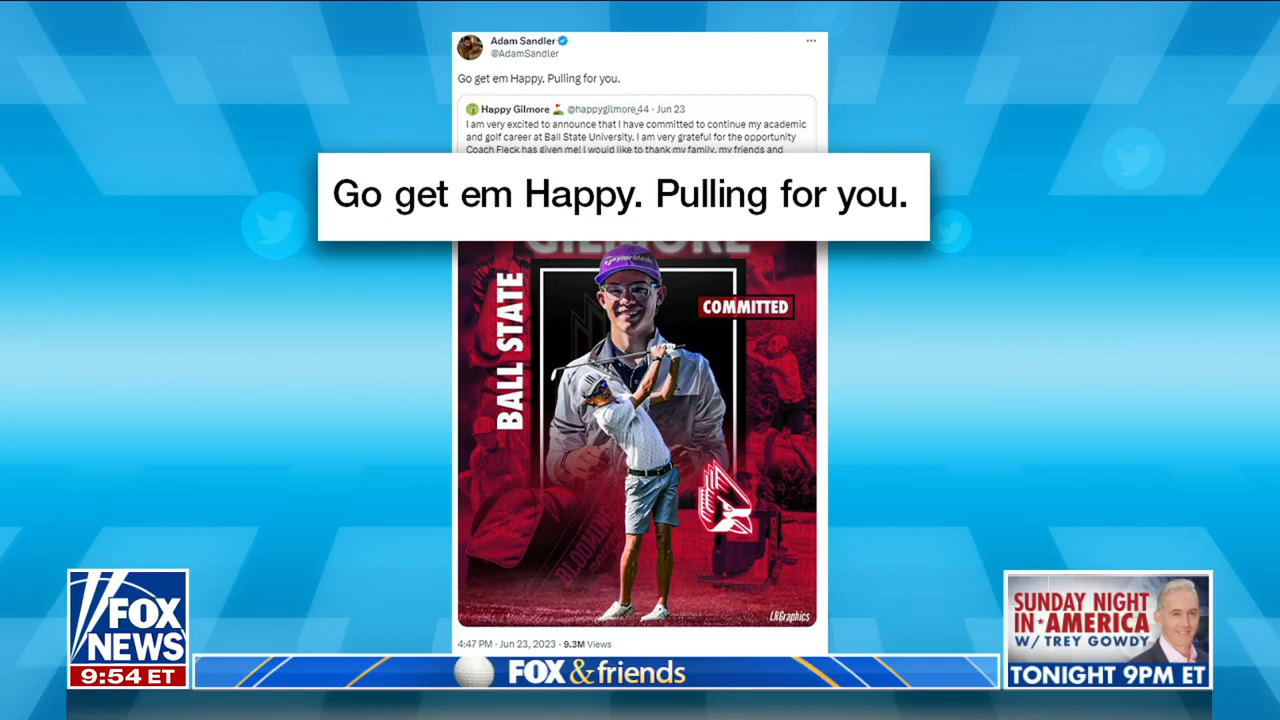 Adam Sandler
@AdamSandler
Go get em Happy. Pulling for you.
Happy Gilmore @happygilmore_44 · Jun 23
I am very excited to announce that I have committed to continue my academic
and golf career at Ball State University. I am very grateful for the opportunity
Coach Fleck has given me! I would like to thank my family, my friends and
Go get em Happy. Pulling for you.
GILMORE
TaylorMade
BALL STATE
COMMITTED
BLOOMING
LRGraphics
4:47 PM · Jun 23, 2023 · 9.3M Views
FOX
NEWS
9:54 ET
FOX & friends
SUNDAY NIGHT
IN AMERICA
W/ TREY GOWDY
TONIGHT 9PM ET